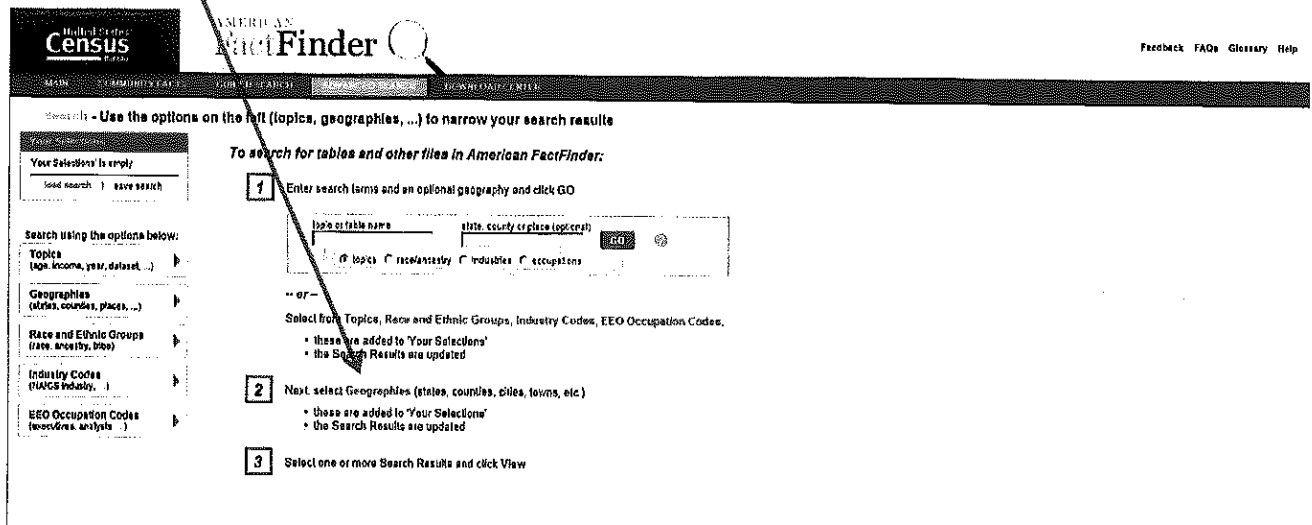 United States
Census
Bureau
AMERICAN
FactFinder
Feedback FAQs Glossary Help
MAIN COMMUNITY FACTS GUIDED SEARCH ADVANCED SEARCH DOWNLOAD CENTER
Search - Use the options on the left (topics, geographies, ...) to narrow your search results
Your Selections
'Your Selections' is empty
load search | save search
Search using the options below:
Topics
(age, income, year, dataset, ...)
Geographies
(states, counties, places, ...)
Race and Ethnic Groups
(race, ancestry, tribe)
Industry Codes
(NAICS industry, ...)
EEO Occupation Codes
(executives, analysts ...)
To search for tables and other files in American FactFinder:
1 Enter search terms and an optional geography and click GO
topic or table name state, county or place (optional)
GO
topics race/ancestry industries occupations
-- or --
Select from Topics, Race and Ethnic Groups, Industry Codes, EEO Occupation Codes.
• these are added to 'Your Selections'
• the Search Results are updated
2 Next, select Geographies (states, counties, cities, towns, etc.)
• these are added to 'Your Selections'
• the Search Results are updated
3 Select one or more Search Results and click View